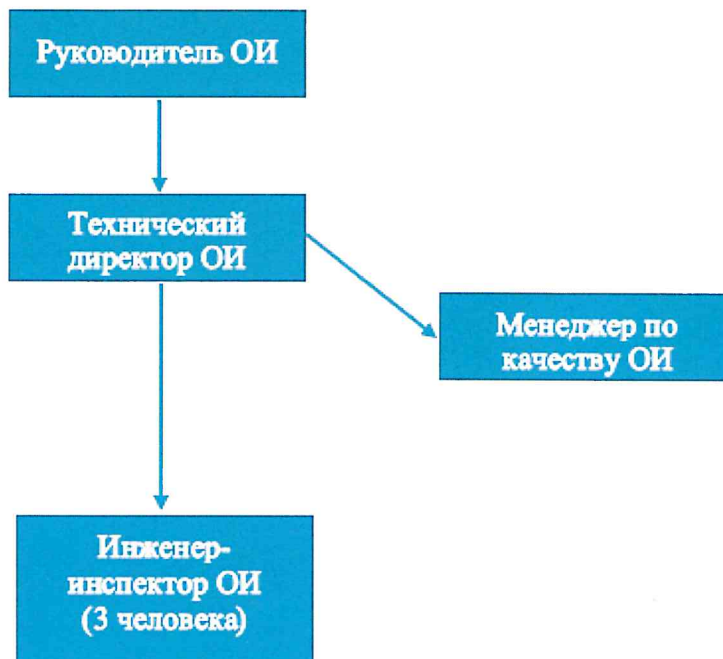 Руководитель ОИ
Технический
директор ОИ
Менеджер по
качеству ОИ
Инженер-
инспектор ОИ
(3 человека)